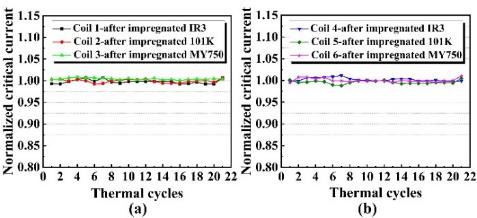 Normalized critical current
1.15
1.10
1.05
1.00
0.95
0.90
0.85
0.80
Coil 1-after impregnated IR3
Coil 2-after impregnated 101K
Coil 3-after impregnated MY750
0 2 4 6 8 10 12 14 16 18 20 22
Thermal cycles
(a)
Normalized critical current
1.15
1.10
1.05
1.00
0.95
0.90
0.85
0.80
Coil 4-after impregnated IR3
Coil 5-after impregnated 101K
Coil 6-after impregnated MY750
0 2 4 6 8 10 12 14 16 18 20 22
Thermal cycles
(b)